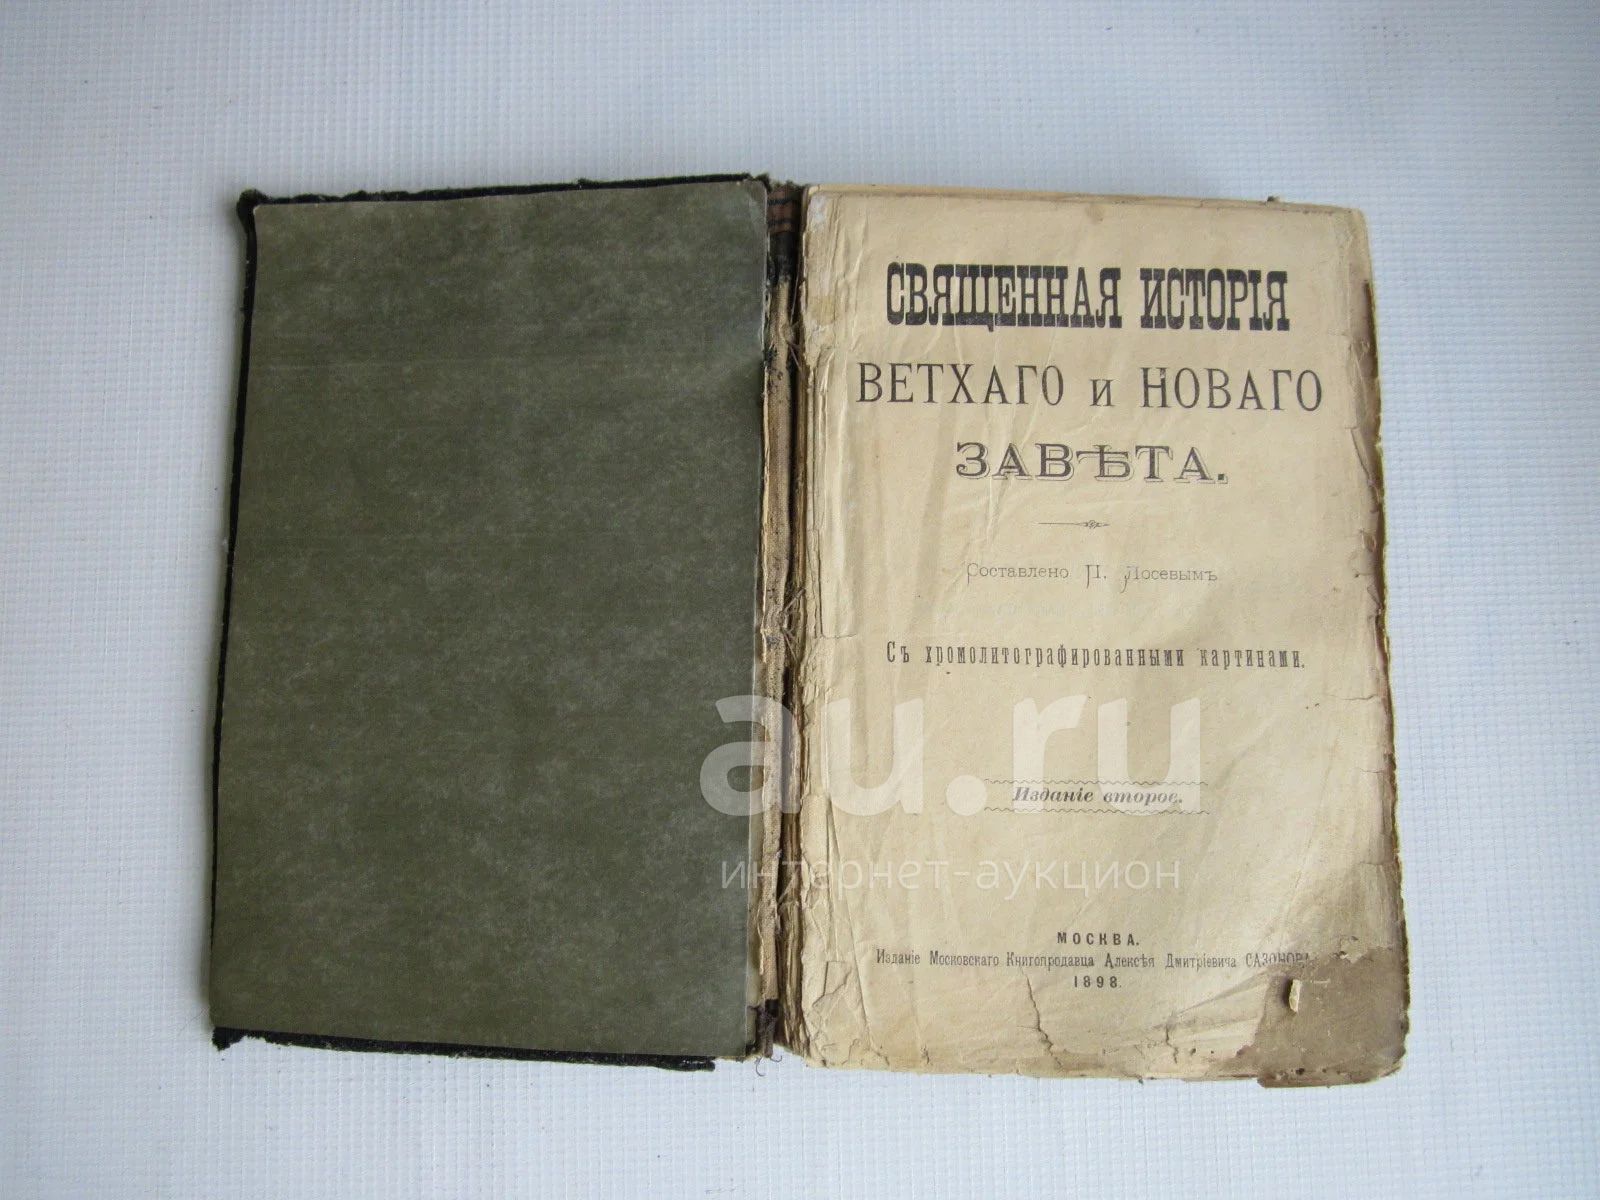 СВЯЩЕННАЯ ИСТОРІЯ
ВЕТХАГО и НОВАГО
ЗАВѢТА.
Составлено П. Лосевымъ
Съ хромолитографированными картинами.
au.ru
Изданіе второе.
интернет-аукцион
МОСКВА.
Изданіе Московскаго Книгопродавца Алексѣя Дмитріевича САЗОНОВА
1898.